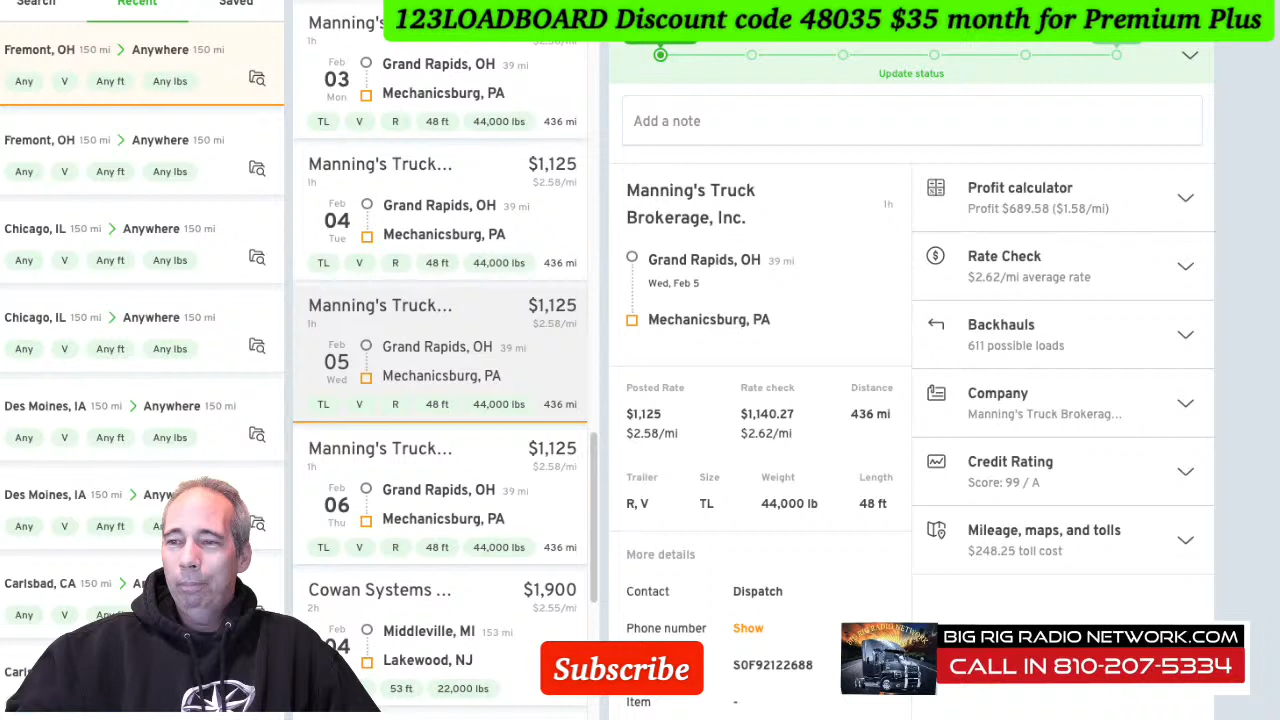 Search Recent Saved
123LOADBOARD Discount code 48035 $35 month for Premium Plus
Fremont, OH 150 mi > Anywhere 150 mi
Any V Any ft Any lbs
Fremont, OH 150 mi > Anywhere 150 mi
Any V Any ft Any lbs
Chicago, IL 150 mi > Anywhere 150 mi
Any V Any ft Any lbs
Chicago, IL 150 mi > Anywhere 150 mi
Any V Any ft Any lbs
Des Moines, IA 150 mi > Anywhere 150 mi
Any V Any ft Any lbs
Des Moines, IA 150 mi >
Any V Any ft
Carlsbad, CA 150 mi
Any V
Manning's
1h
Feb
03
Mon
Grand Rapids, OH 39 mi
Mechanicsburg, PA
TL V R 48 ft 44,000 lbs 436 mi
Manning's Truck... $1,125
1h $2.58/mi
Feb
04
Tue
Grand Rapids, OH 39 mi
Mechanicsburg, PA
TL V R 48 ft 44,000 lbs 436 mi
Manning's Truck... $1,125
1h $2.58/mi
Feb
05
Wed
Grand Rapids, OH 39 mi
Mechanicsburg, PA
TL V R 48 ft 44,000 lbs 436 mi
Manning's Truck... $1,125
1h $2.58/mi
Feb
06
Thu
Grand Rapids, OH 39 mi
Mechanicsburg, PA
TL V R 48 ft 44,000 lbs 436 mi
Cowan Systems ... $1,900
2h $2.55/mi
Feb
04
Middleville, MI 153 mi
Lakewood, NJ
53 ft 22,000 lbs
Update status
Add a note
Manning's Truck
Brokerage, Inc.
1h
Grand Rapids, OH 39 mi
Wed, Feb 5
Mechanicsburg, PA
Posted Rate Rate check Distance
$1,125 $1,140.27 436 mi
$2.58/mi $2.62/mi
Trailer Size Weight Length
R, V TL 44,000 lb 48 ft
More details
Contact Dispatch
Phone number Show
S0F92122688
Item -
Profit calculator
Profit $689.58 ($1.58/mi)
Rate Check
$2.62/mi average rate
Backhauls
611 possible loads
Company
Manning's Truck Brokerag...
Credit Rating
Score: 99 / A
Mileage, maps, and tolls
$248.25 toll cost
Subscribe
BIG RIG RADIO NETWORK.COM
CALL IN 810-207-5334